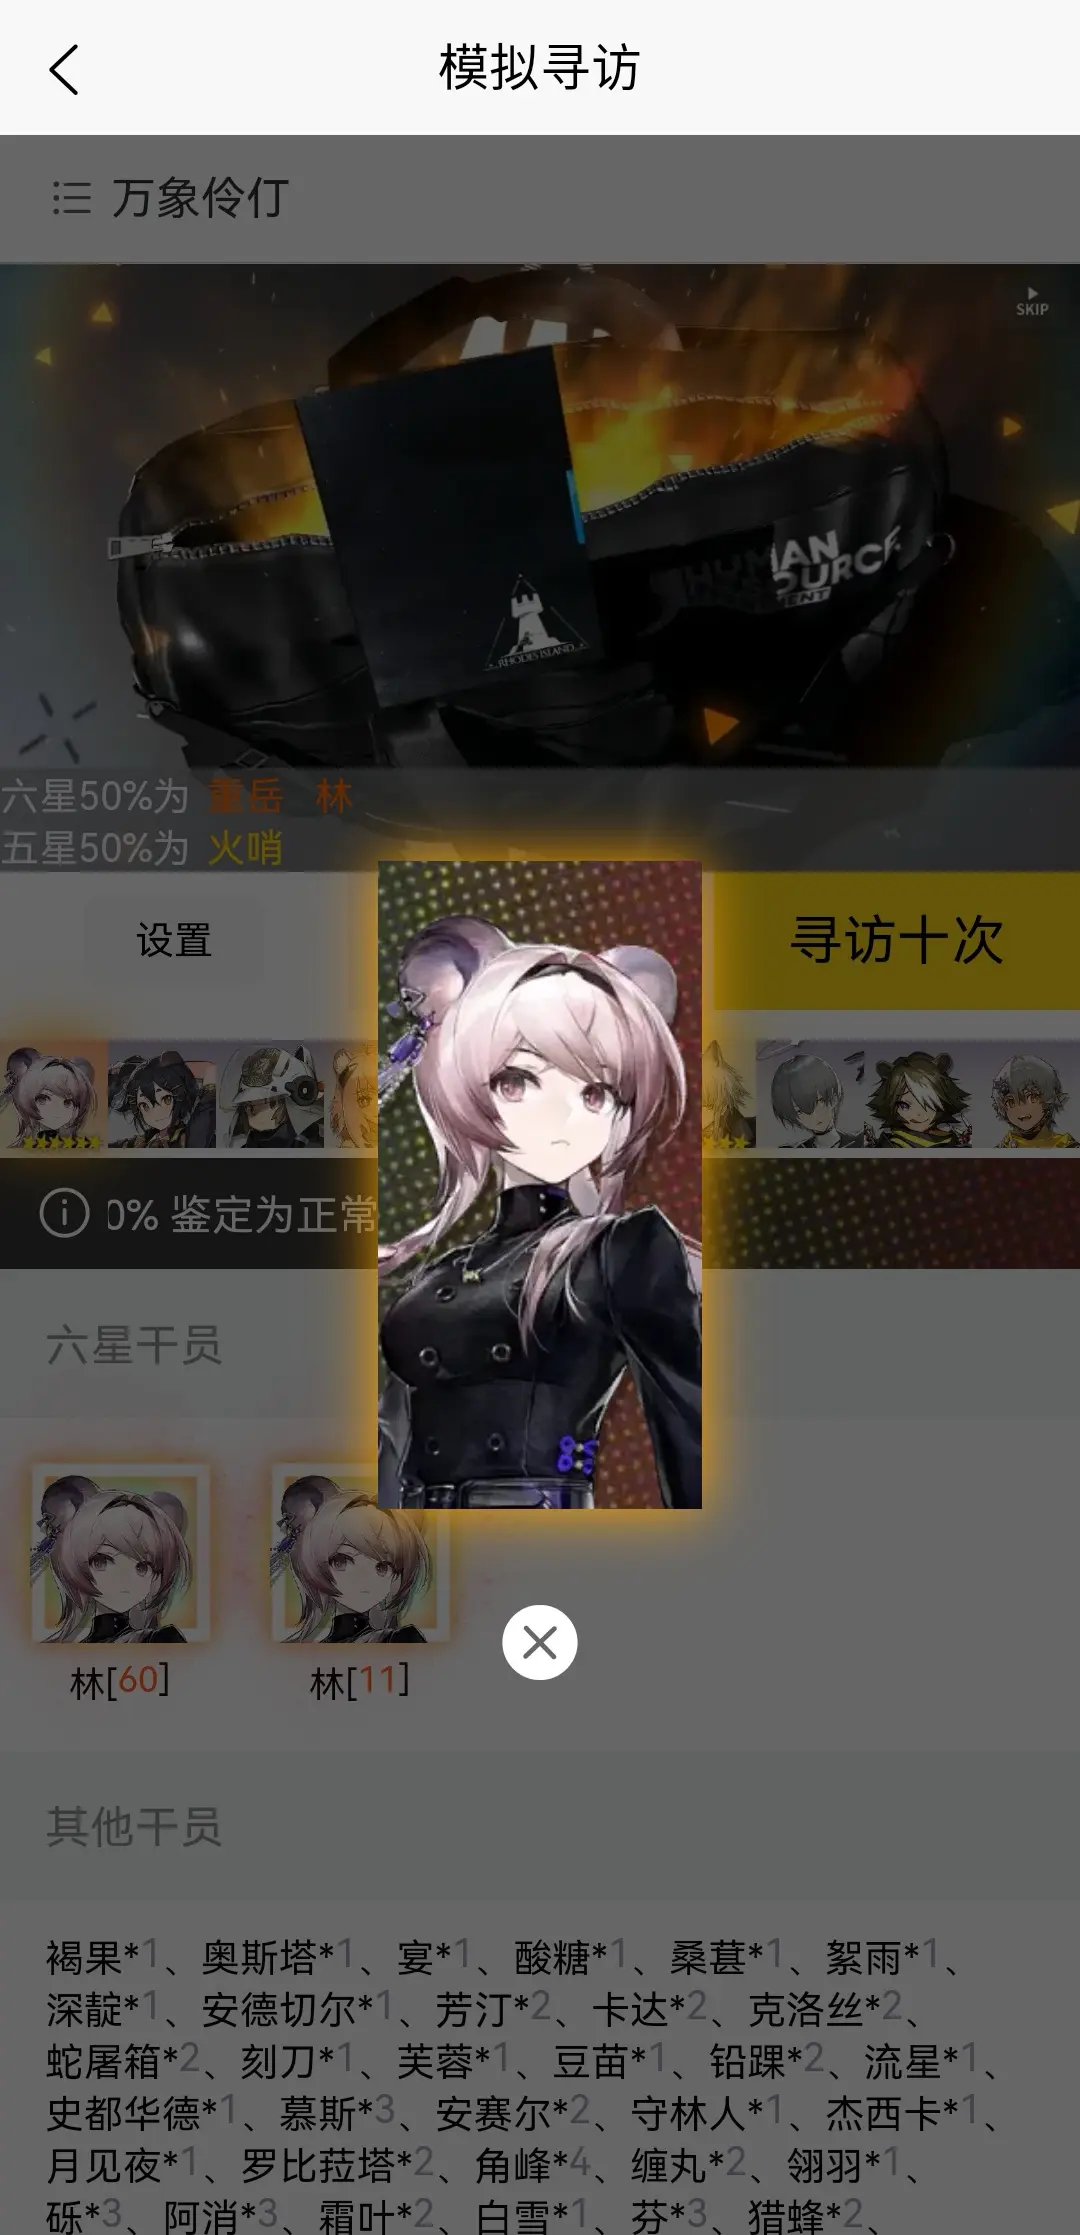 模拟寻访
万象伶仃
SKIP
HUMAN
RESOURCE
RHODES ISLAND
六星50%为 重岳 林
五星50%为 火哨
设置
寻访十次
0% 鉴定为正常
六星干员
林[60]
林[11]
其他干员
褐果*1、奥斯塔*1、宴*1、酸糖*1、桑葚*1、絮雨*1、
深靛*1、安德切尔*1、芳汀*2、卡达*2、克洛丝*2、
蛇屠箱*2、刻刀*1、芙蓉*1、豆苗*1、铅踝*2、流星*1、
史都华德*1、慕斯*3、安赛尔*2、守林人*1、杰西卡*1、
月见夜*1、罗比菈塔*2、角峰*4、缠丸*2、翎羽*1、
砾*3、阿消*3、霜叶*2、白雪*1、芬*3、猎蜂*2、